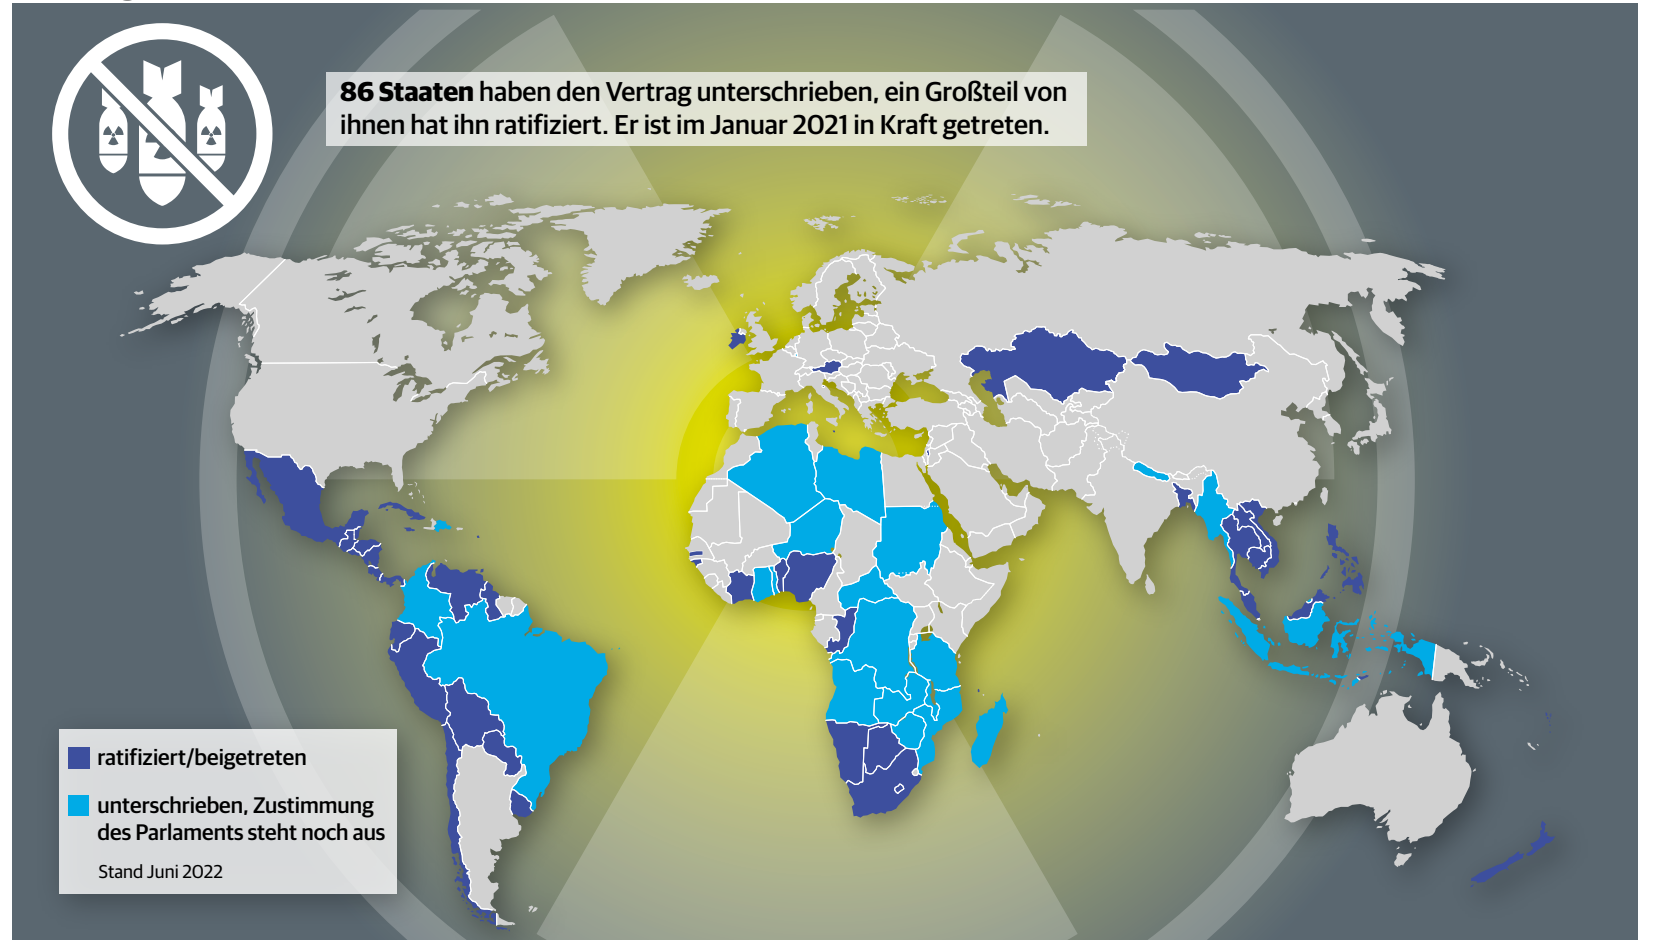 86 Staaten haben den Vertrag unterschrieben, ein Großteil von
ihnen hat ihn ratifiziert. Er ist im Januar 2021 in Kraft getreten.
ratifiziert/beigetreten
unterschrieben, Zustimmung
des Parlaments steht noch aus
Stand Juni 2022